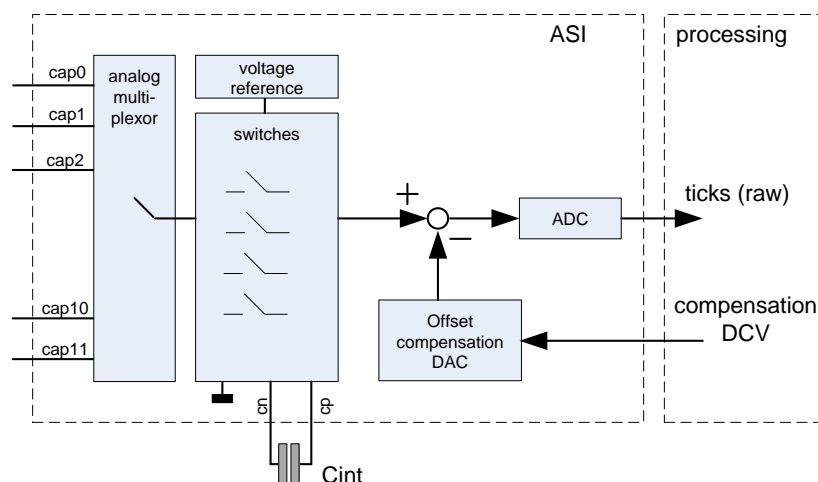 ASI
processing
cap0
cap1
cap2
cap10
cap11
analog
multi-
plexor
voltage
reference
switches
+
−
ADC
ticks (raw)
Offset
compensation
DAC
compensation
DCV
cn
cp
Cint